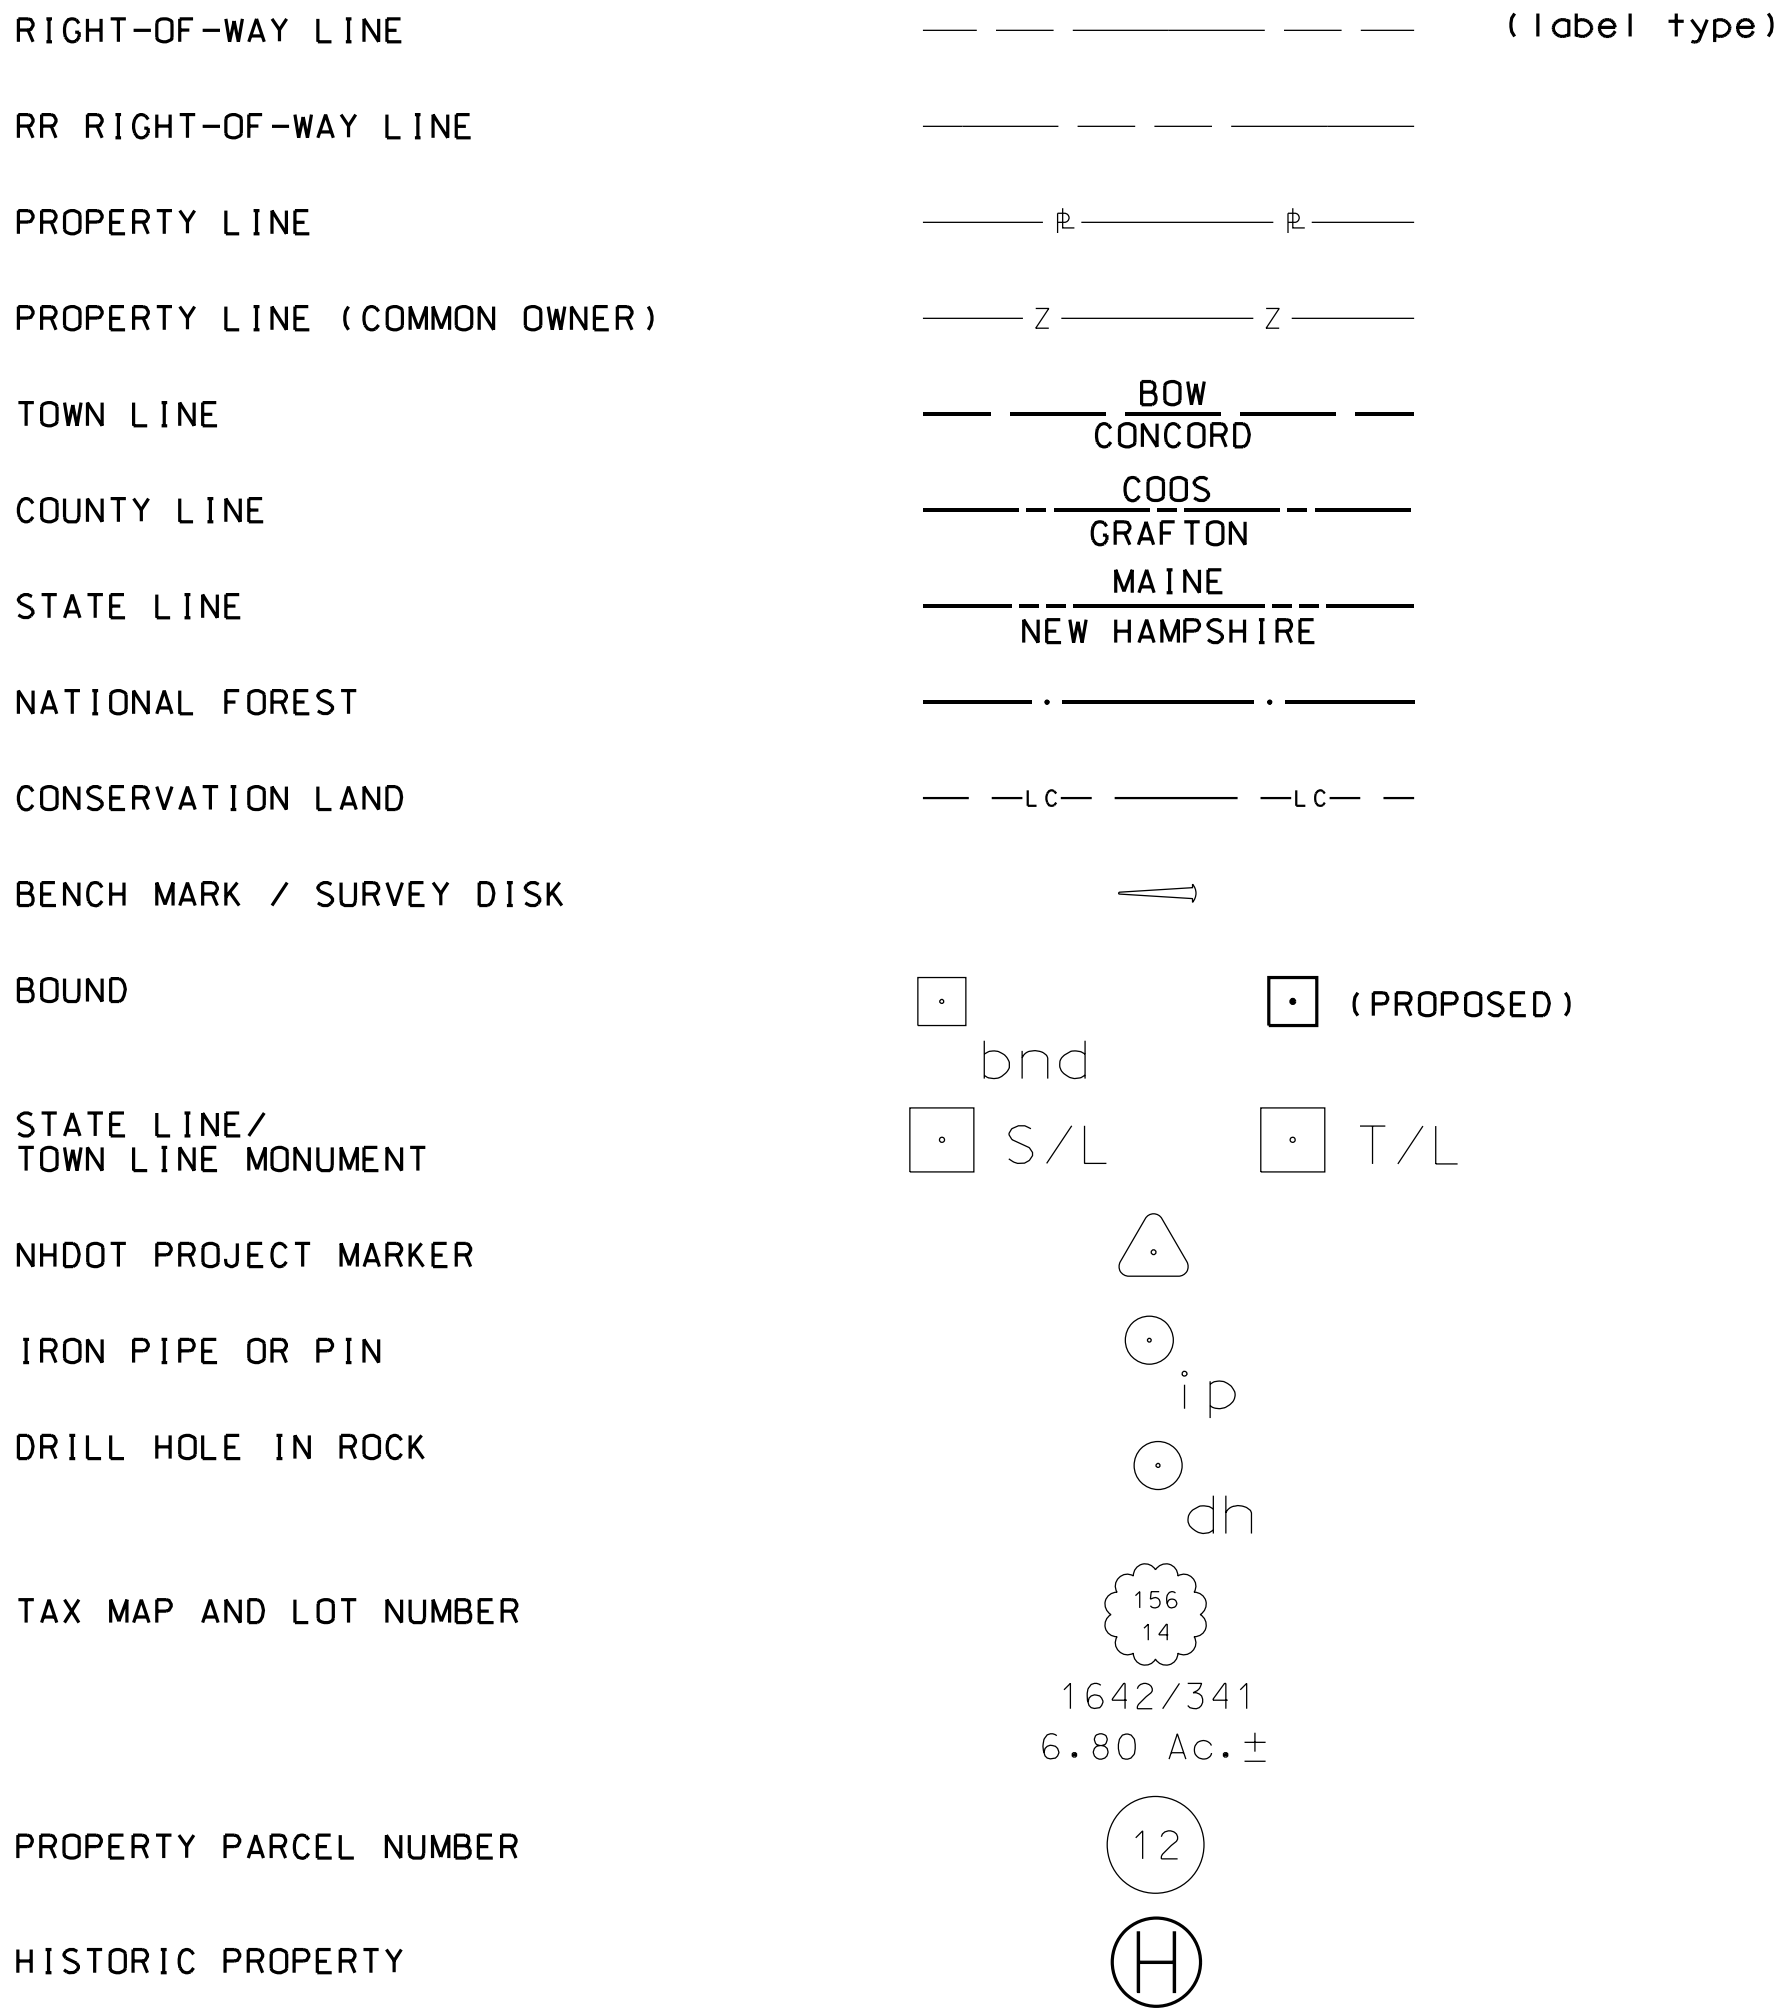 RIGHT-OF-WAY LINE (label type)
RR RIGHT-OF-WAY LINE
PROPERTY LINE PL PL
PROPERTY LINE (COMMON OWNER) Z Z
BOW
TOWN LINE
CONCORD
COOS
COUNTY LINE
GRAFTON
MAINE
STATE LINE
NEW HAMPSHIRE
NATIONAL FOREST
CONSERVATION LAND LC LC
BENCH MARK / SURVEY DISK
BOUND (PROPOSED)
bnd
STATE LINE/
TOWN LINE MONUMENT S/L T/L
NHDOT PROJECT MARKER
IRON PIPE OR PIN
ip
DRILL HOLE IN ROCK
dh
156
TAX MAP AND LOT NUMBER
14
1642/341
6.80 Ac.±
PROPERTY PARCEL NUMBER 12
HISTORIC PROPERTY H